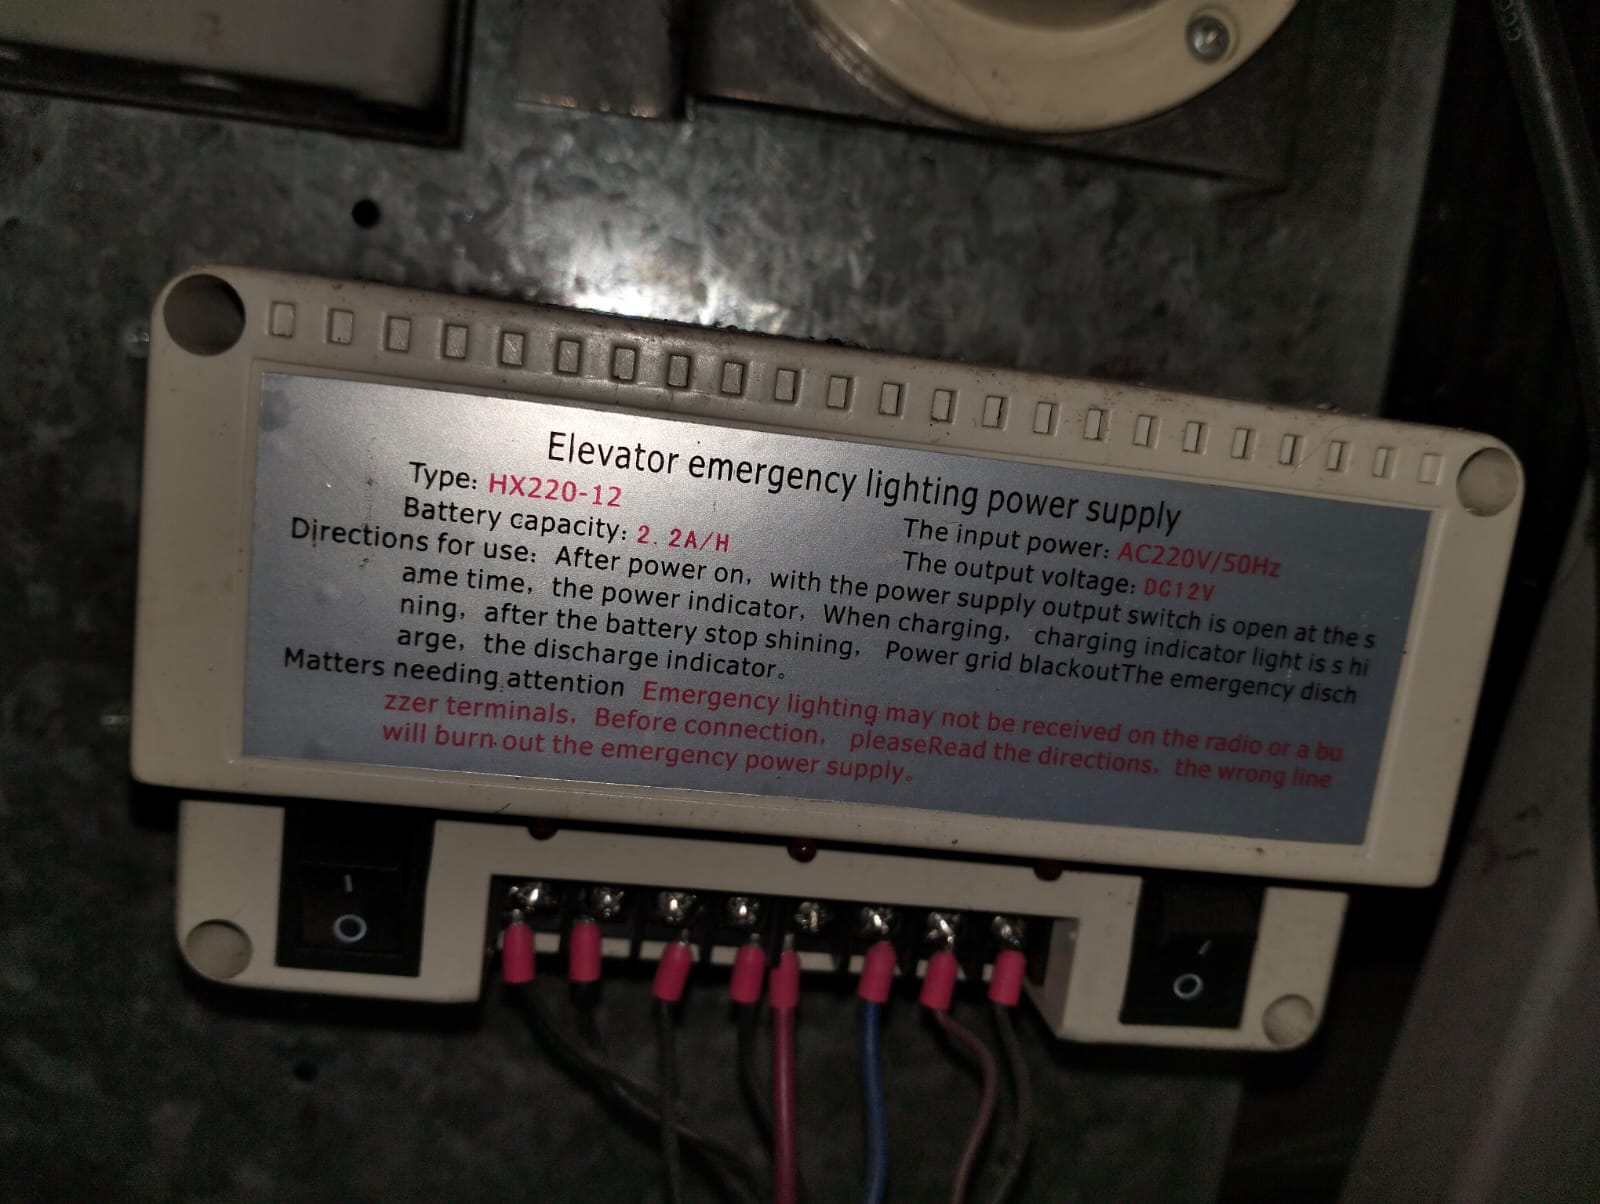 Elevator emergency lighting power supply
Type: HX220-12
The input power: AC220V/50Hz
Battery capacity: 2. 2A/H
The output voltage: DC12V
Directions for use: After power on, with the power supply output switch is open at the s
ame time, the power indicator, When charging, charging indicator light is s hi
ning, after the battery stop shining, Power grid blackoutThe emergency disch
arge, the discharge indicator。
Matters needing attention Emergency lighting may not be received on the radio or a bu
zzer terminals, Before connection, pleaseRead the directions, the wrong line
will burn out the emergency power supply。